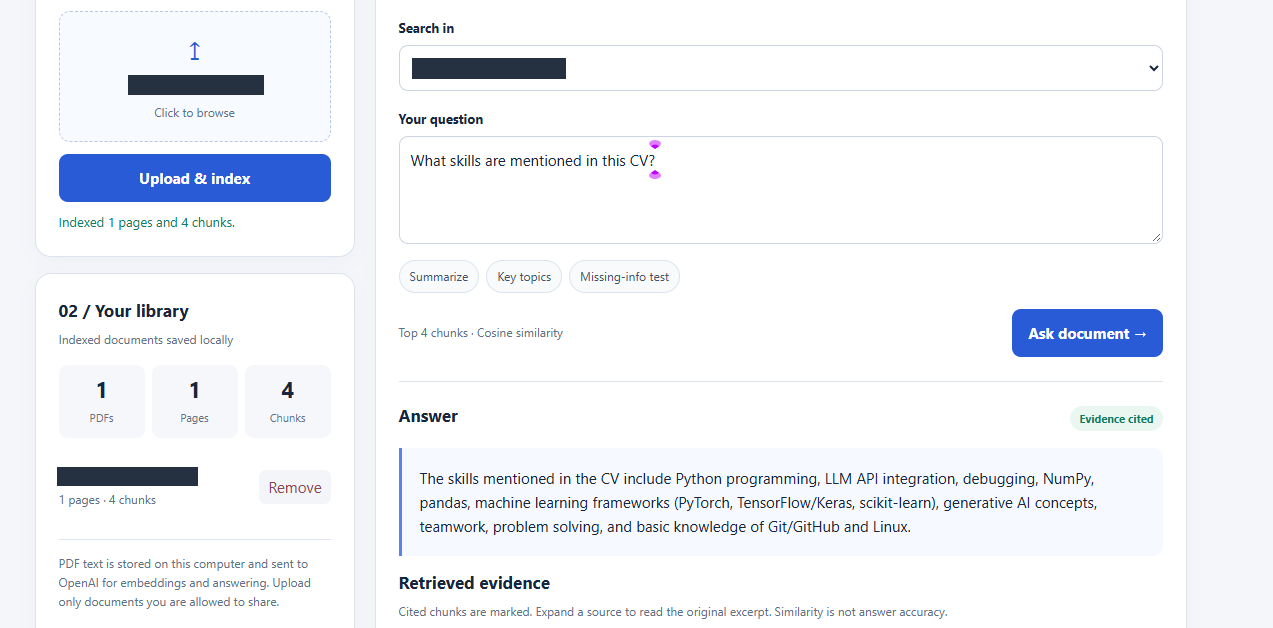 Click to browse
Upload & index
Indexed 1 pages and 4 chunks.
02 / Your library
Indexed documents saved locally
1
PDFs
1
Pages
4
Chunks
1 pages · 4 chunks
Remove
PDF text is stored on this computer and sent to
OpenAI for embeddings and answering. Upload
only documents you are allowed to share.
Search in
Your question
What skills are mentioned in this CV?
Summarize
Key topics
Missing-info test
Top 4 chunks · Cosine similarity
Ask document →
Answer
Evidence cited
The skills mentioned in the CV include Python programming, LLM API integration, debugging, NumPy,
pandas, machine learning frameworks (PyTorch, TensorFlow/Keras, scikit-learn), generative AI concepts,
teamwork, problem solving, and basic knowledge of Git/GitHub and Linux.
Retrieved evidence
Cited chunks are marked. Expand a source to read the original excerpt. Similarity is not answer accuracy.